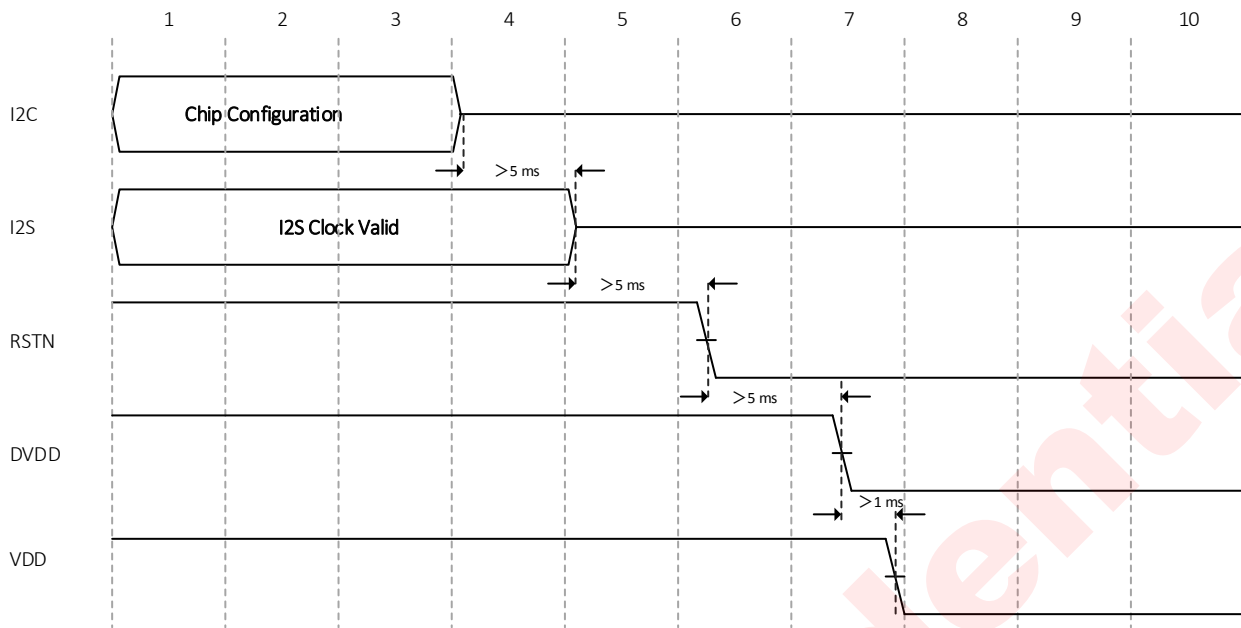 1 2 3 4 5 6 7 8 9 10
I2C
Chip Configuration
>5 ms
I2S
I2S Clock Valid
>5 ms
RSTN
>5 ms
DVDD
>1 ms
VDD
dentia